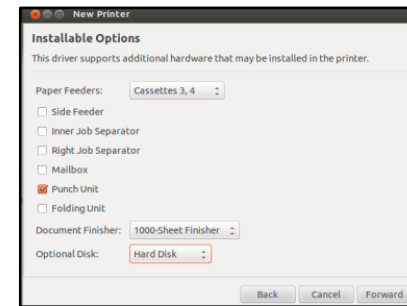 New Printer
Installable Options
This driver supports additional hardware that may be installed in the printer.
Paper Feeders: Cassettes 3, 4
Side Feeder
Inner Job Separator
Right Job Separator
Mailbox
Punch Unit
Folding Unit
Document Finisher: 1000-Sheet Finisher
Optional Disk: Hard Disk
Back Cancel Forward